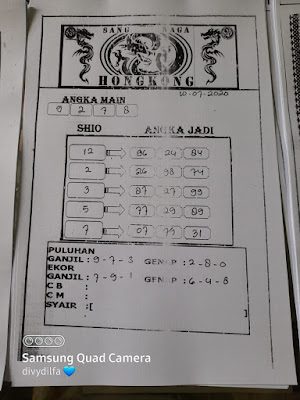 SANG NAGA
HONGKONG
10-07-2020
ANGKA MAIN
9 2 7 8
SHIO ANGKA JADI
12 96 24 84
2 26 98 74
3 87 27 99
5 77 29 89
7 07 79 31
PULUHAN
GANJIL : 9-7-5 GENAP : 2-8-0
EKOR
GANJIL : 7-9-1 GENAP : 6-4-8
C B :
C M :
SYAIR :[
]
Samsung Quad Camera
divydilfa